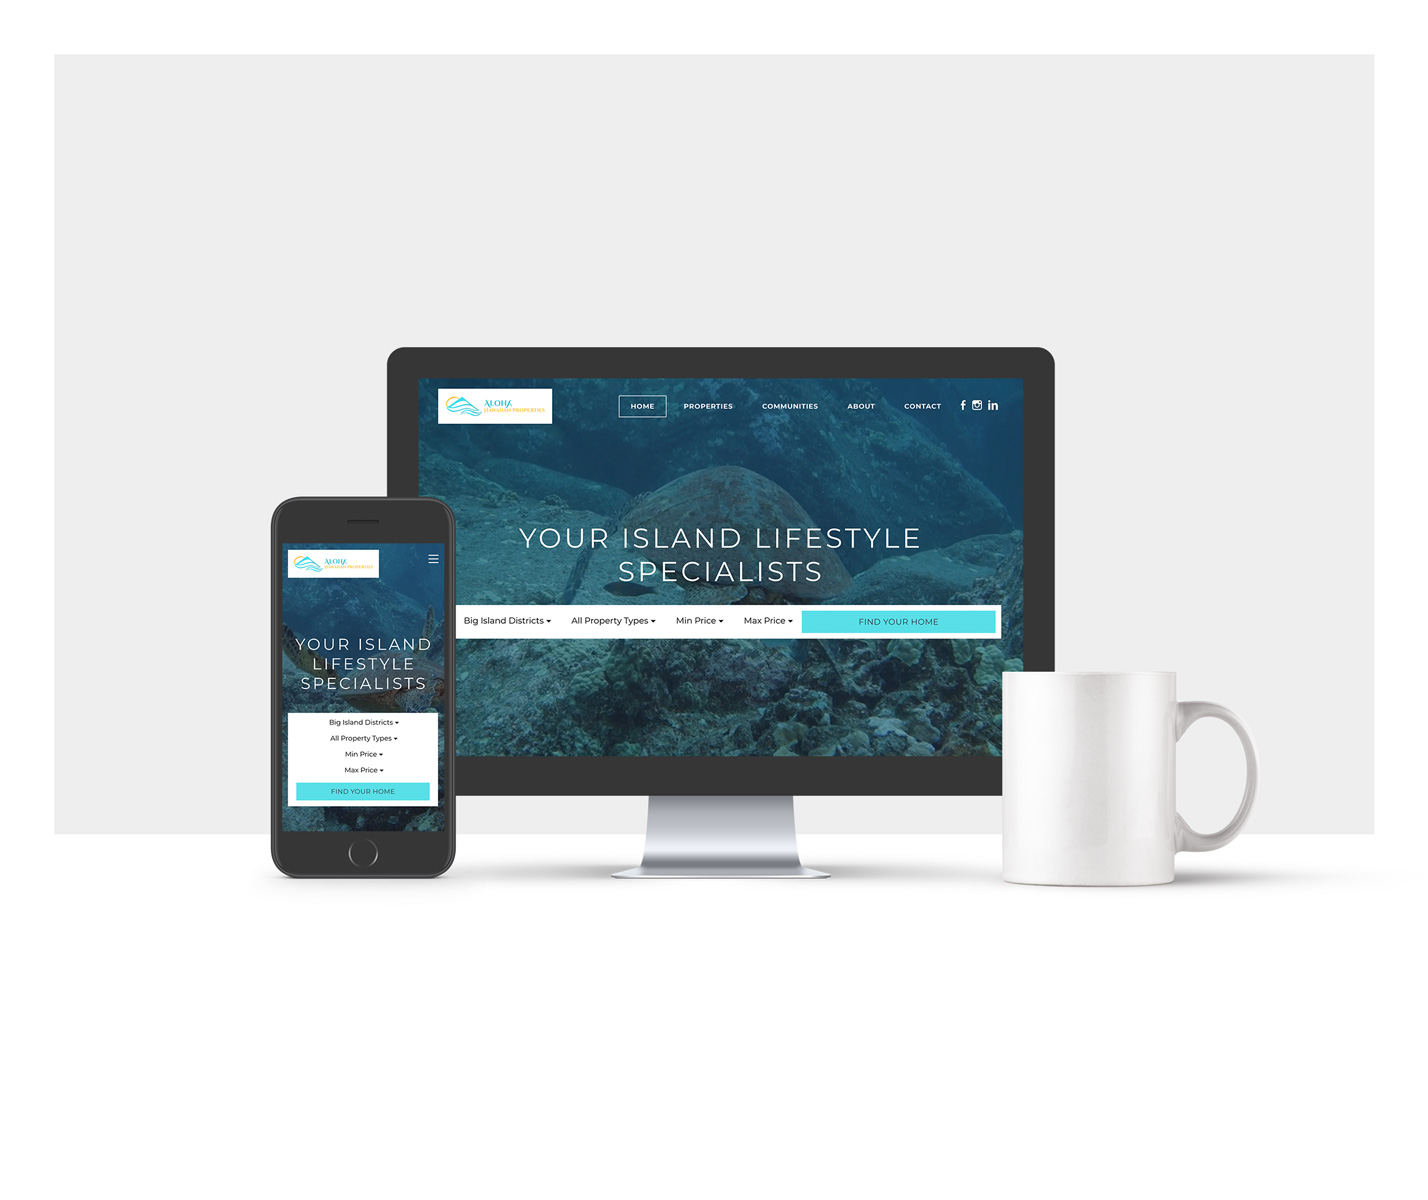 ALOHA
HAWAIIAN PROPERTIES
HOME
PROPERTIES
COMMUNITIES
ABOUT
CONTACT
YOUR ISLAND LIFESTYLE
SPECIALISTS
Big Island Districts
All Property Types
Min Price
Max Price
FIND YOUR HOME
ALOHA
HAWAIIAN PROPERTIES
YOUR ISLAND
LIFESTYLE
SPECIALISTS
Big Island Districts
All Property Types
Min Price
Max Price
FIND YOUR HOME